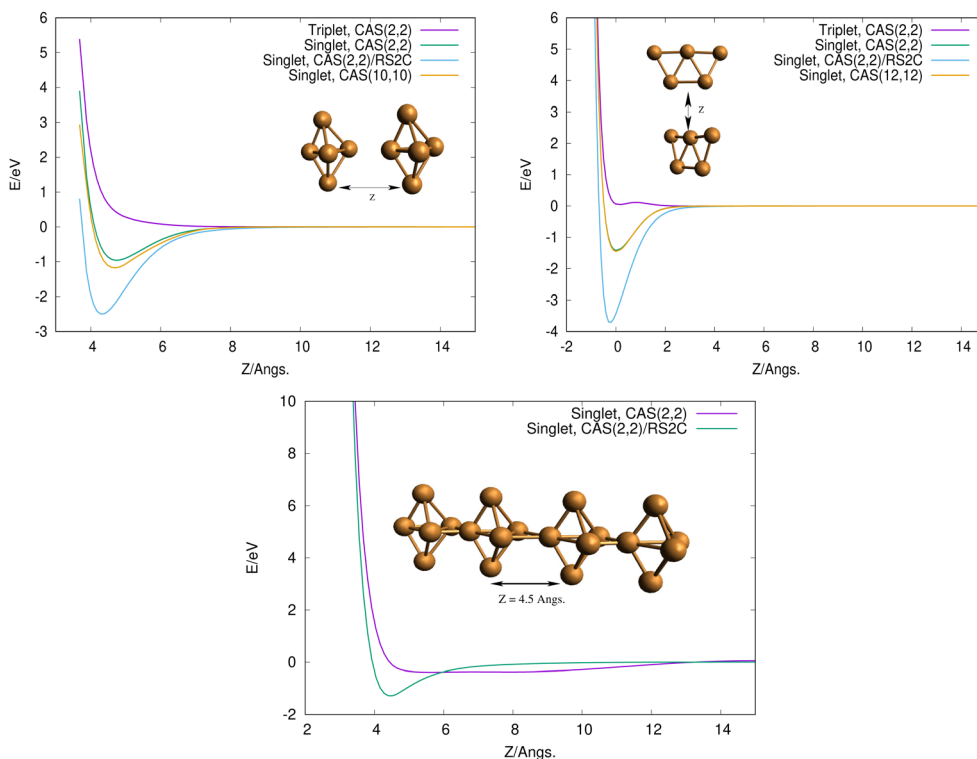 Triplet, CAS(2,2)
Singlet, CAS(2,2)
Singlet, CAS(2,2)/RS2C
Singlet, CAS(10,10)
E/eV
6
5
4
3
2
1
0
-1
-2
-3
Z
4
6
8
10
12
14
Z/Angs.
Triplet, CAS(2,2)
Singlet, CAS(2,2)
Singlet, CAS(2,2)/RS2C
Singlet, CAS(12,12)
E/eV
6
5
4
3
2
1
0
-1
-2
-3
-4
Z
-2
0
2
4
6
8
10
12
14
Z/Angs.
Singlet, CAS(2,2)
Singlet, CAS(2,2)/RS2C
E/eV
10
8
6
4
2
0
-2
Z = 4.5 Angs.
2
4
6
8
10
12
14
Z/Angs.